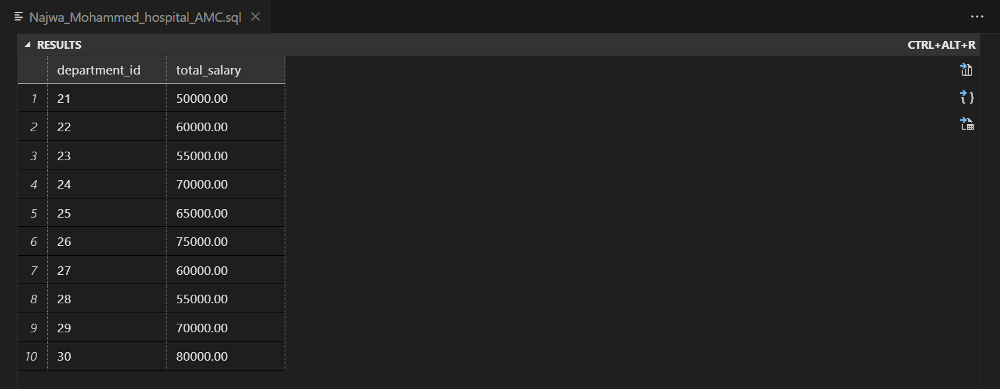 Najwa_Mohammed_hospital_AMC.sql
RESULTS CTRL+ALT+R
department_id total_salary
1 21 50000.00
2 22 60000.00
3 23 55000.00
4 24 70000.00
5 25 65000.00
6 26 75000.00
7 27 60000.00
8 28 55000.00
9 29 70000.00
10 30 80000.00